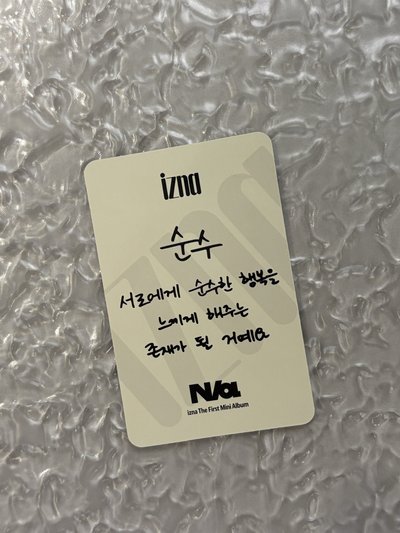 izna
순수
서로에게 순수한 행복을
느끼게 해주는
존재가 될 거예요
N/a
izna The First Mini Album